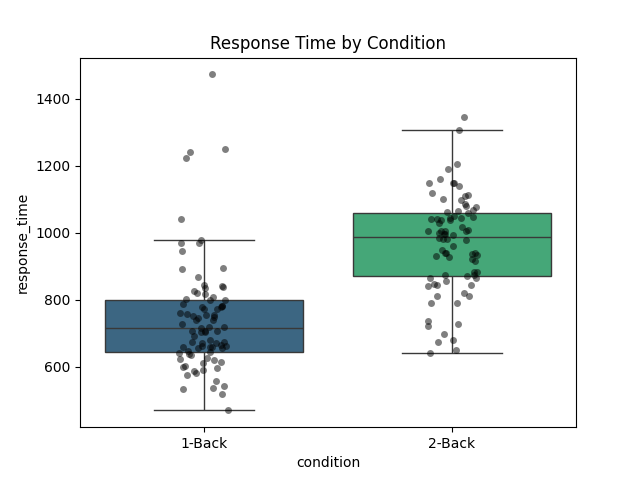 Response Time by Condition
1400
1200
1000
800
600
response_time
1-Back
2-Back
condition